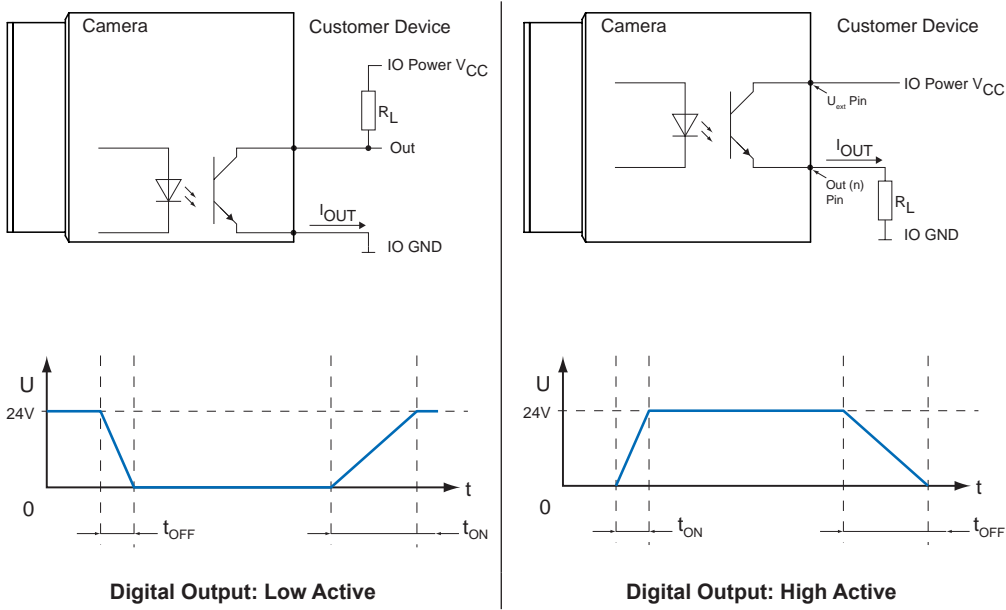 Camera
Customer Device
IO Power VCC
RL
Out
IOUT
IO GND
U
24V
0
t
tOFF
tON
Digital Output: Low Active
Camera
Customer Device
IO Power VCC
Uext Pin
IOUT
Out (n)
Pin
RL
IO GND
U
24V
0
t
tON
tOFF
Digital Output: High Active